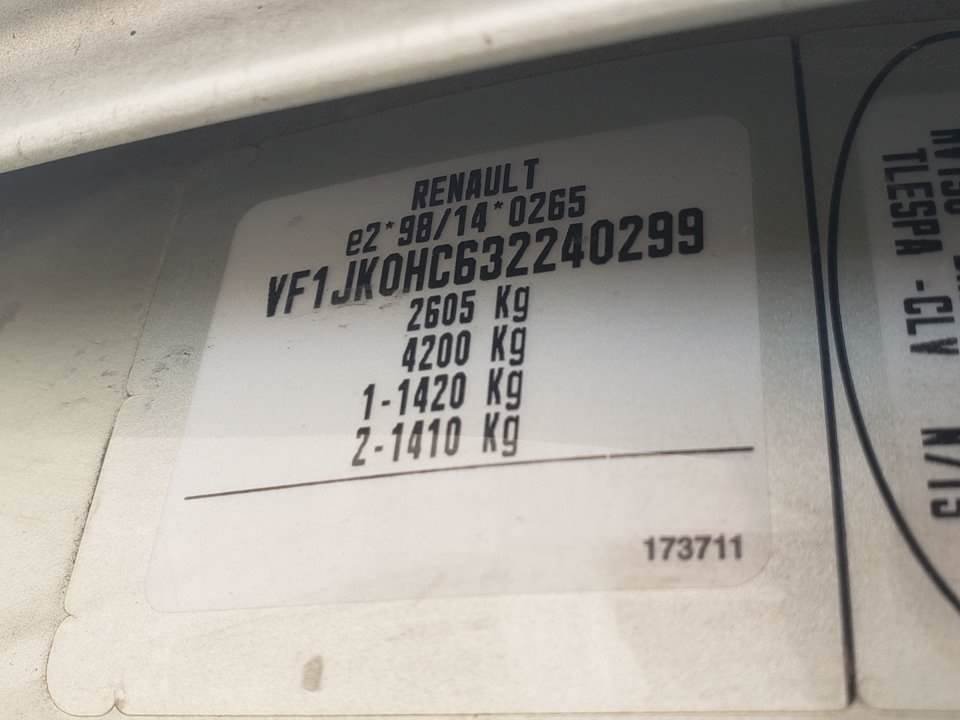 RENAULT
e2*98/14*0265
VF1JK0HC632240299
2605 Kg
4200 Kg
1-1420 Kg
2-1410 Kg
173711
TLESPA -CLV